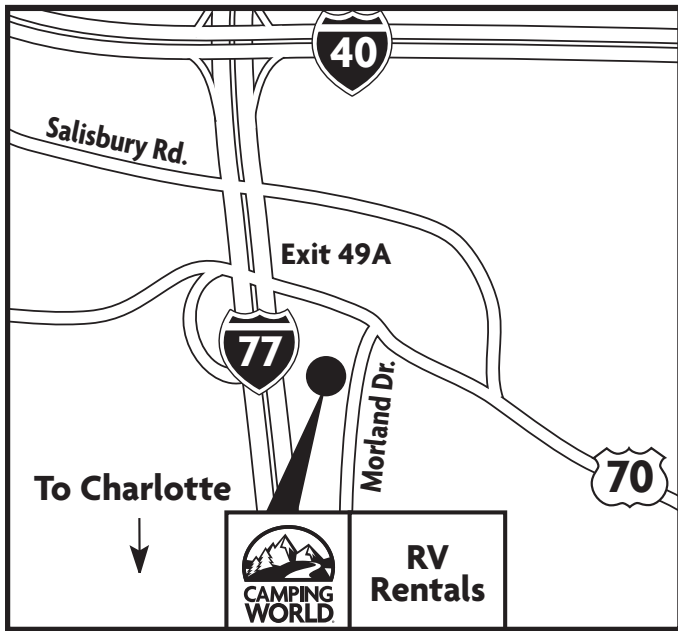 40
Salisbury Rd.
Exit 49A
77
Morland Dr.
To Charlotte
70
CAMPING
WORLD
RV
Rentals